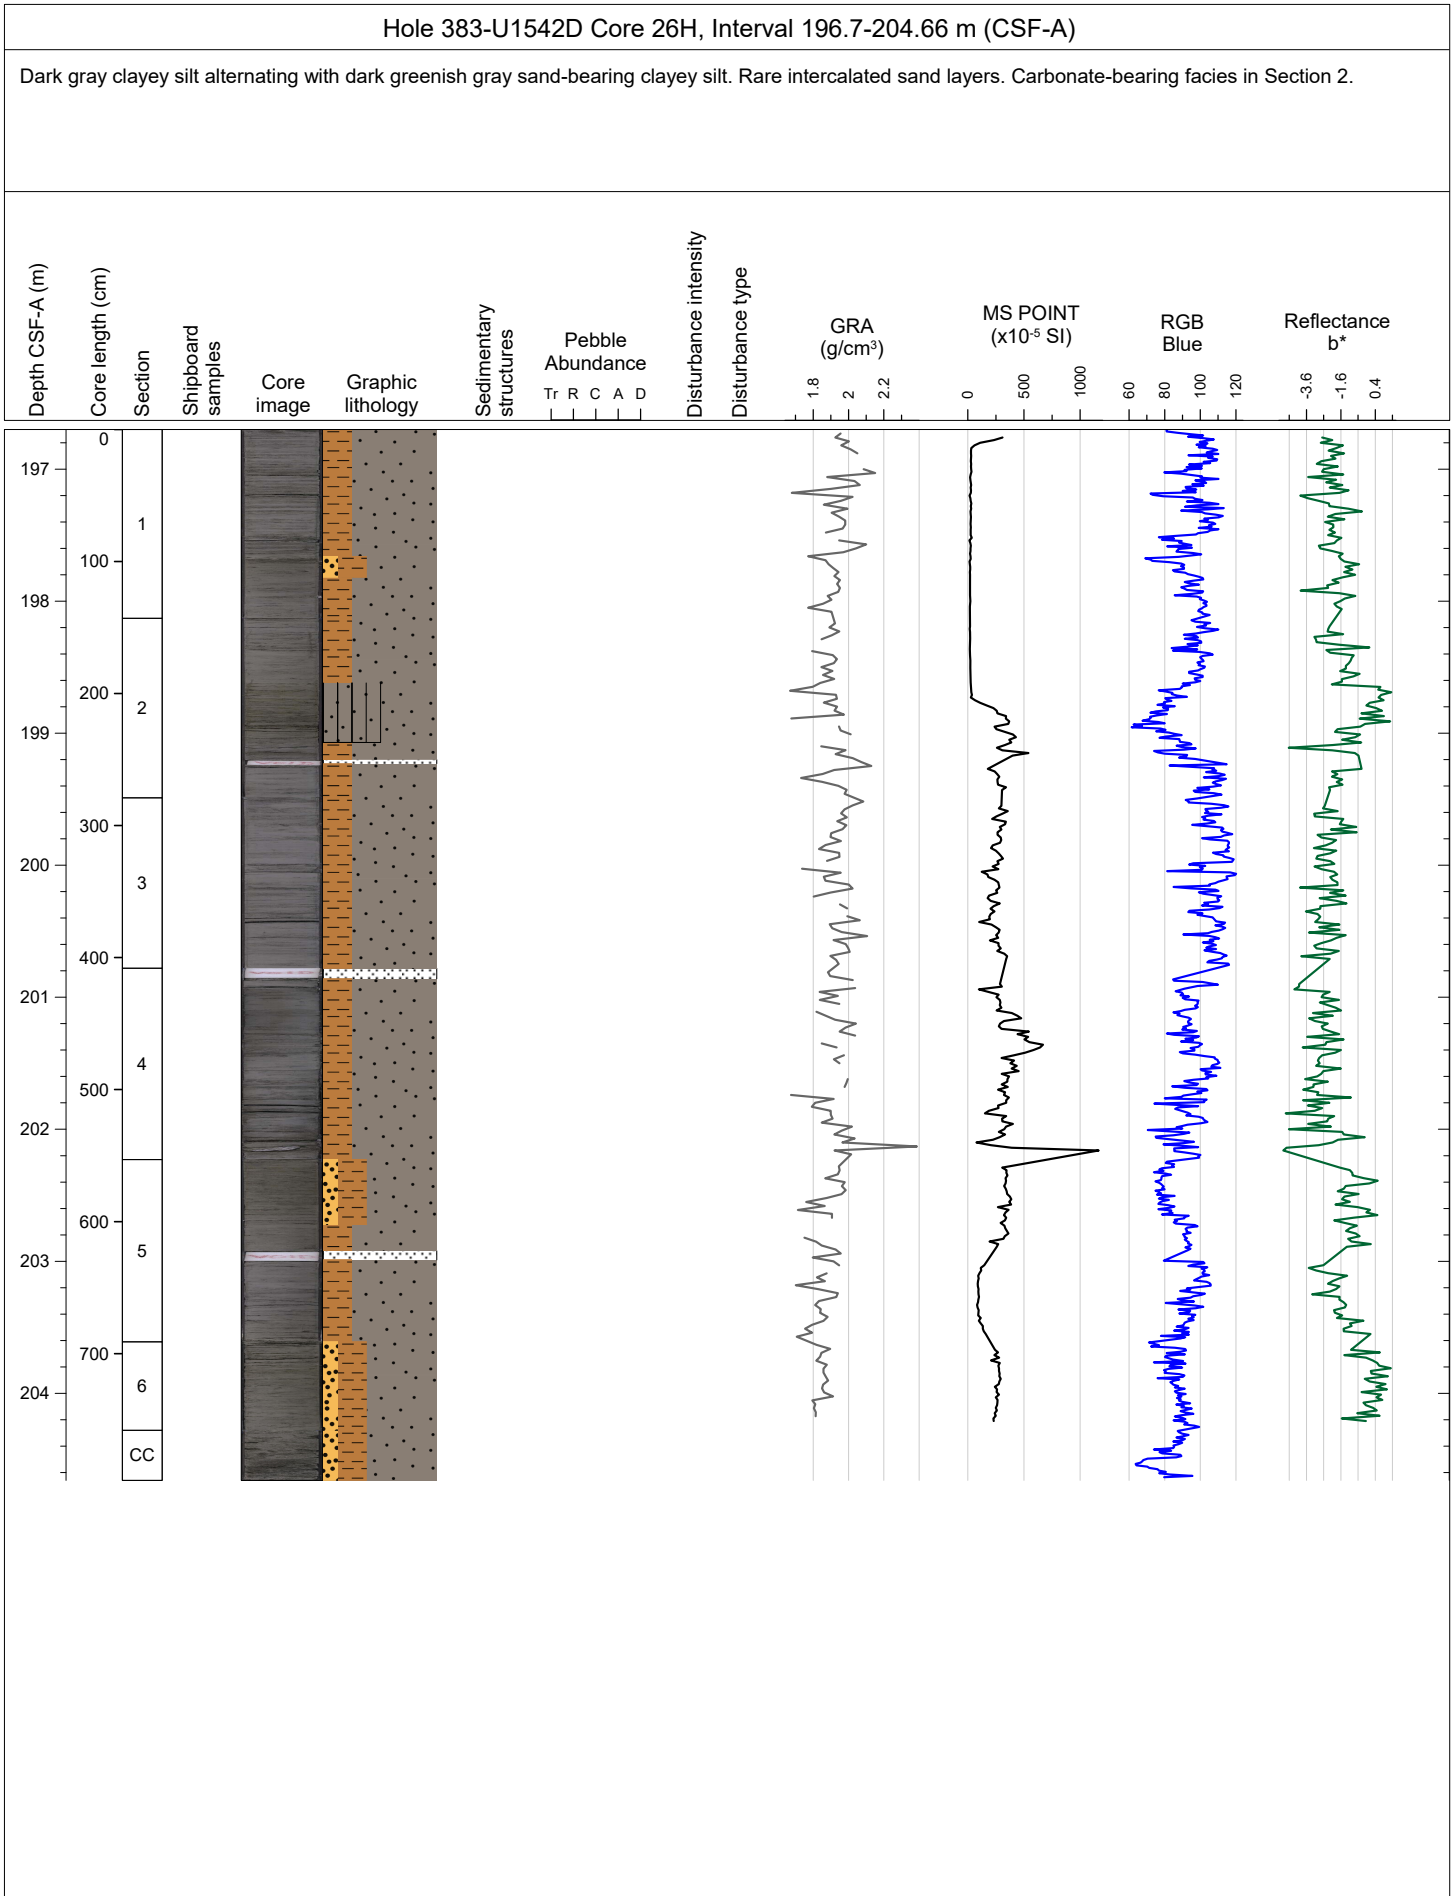 Hole 383-U1542D Core 26H, Interval 196.7-204.66 m (CSF-A)
Dark gray clayey silt alternating with dark greenish gray sand-bearing clayey silt. Rare intercalated sand layers. Carbonate-bearing facies in Section 2.
Depth CSF-A (m)
Core length (cm)
Section
Shipboard
samples
Core
image
Graphic
lithology
Sedimentary
structures
Pebble
Abundance
Tr R C A D
Disturbance intensity
Disturbance type
GRA
(g/cm³)
1.8 2 2.2
MS POINT
(x10⁻⁵ SI)
0 500 1000
RGB
Blue
60 80 100 120
Reflectance
b*
-3.6 -1.6 0.4
0
197
1
100
198
200
2
199
300
200
3
400
201
4
500
202
600
5
203
700
6
204
CC